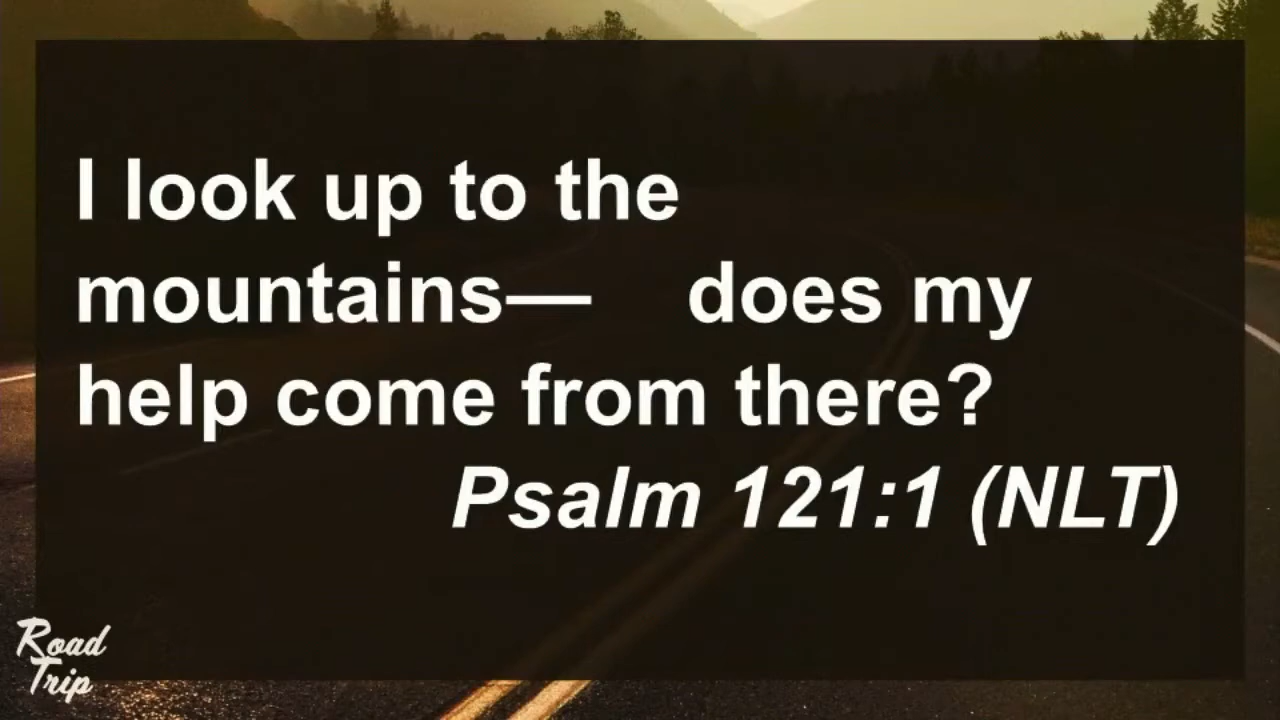 I look up to the
mountains— does my
help come from there?
Psalm 121:1 (NLT)
Road
Trip